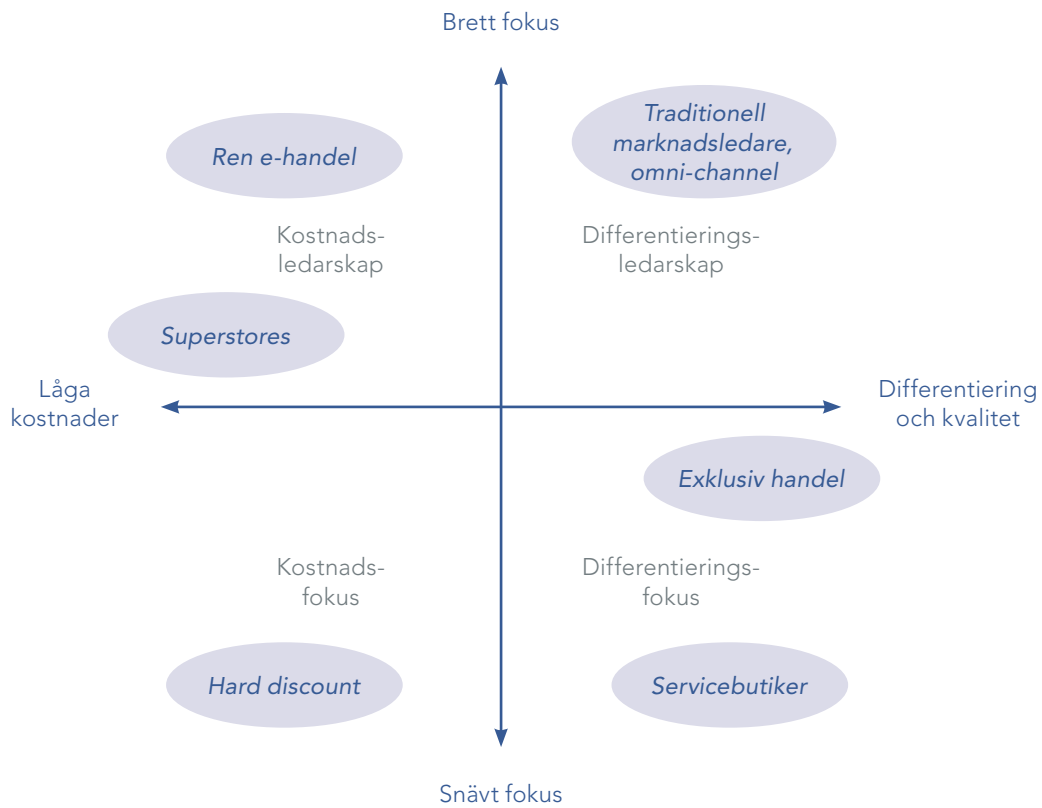 Brett fokus
Traditionell
marknadsledare,
omni-channel
Ren e-handel
Kostnads-
ledarskap
Differentierings-
ledarskap
Superstores
Låga
kostnader
Differentiering
och kvalitet
Exklusiv handel
Kostnads-
fokus
Differentierings-
fokus
Hard discount
Servicebutiker
Snävt fokus